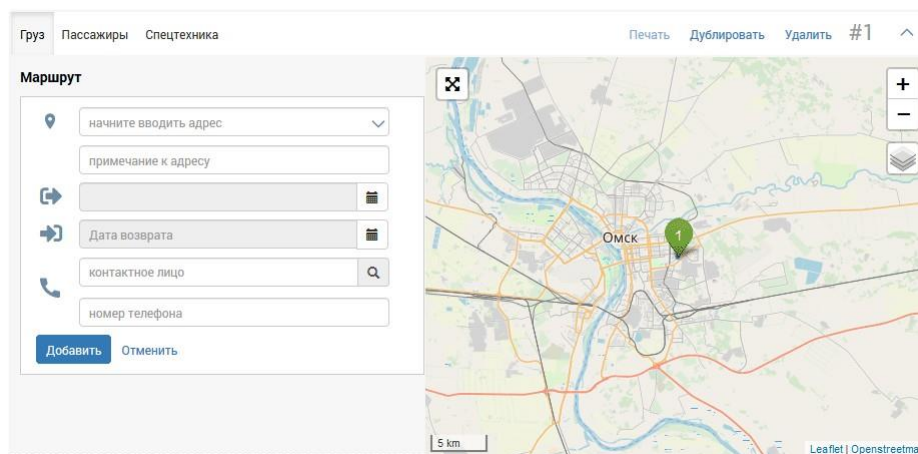 Груз Пассажиры Спецтехника Печать Дублировать Удалить #1
Маршрут
начните вводить адрес
примечание к адресу
Дата возврата
контактное лицо
номер телефона
Добавить Отменить
+
−
Омск
1
5 km
Leaflet | Openstreetma